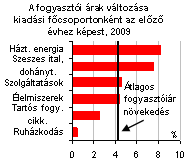 A fogyasztói árak változása
kiadási főcsoportonként az előző
évhez képest, 2009
%
Házt. energia
Szeszes ital,
dohányt.
Szolgáltatások
Élelmiszerek
Tartós fogy.
cikk.
Ruházkodás
Átlagos
fogyasztóiár
növekedés
0 2 4 6 8 10